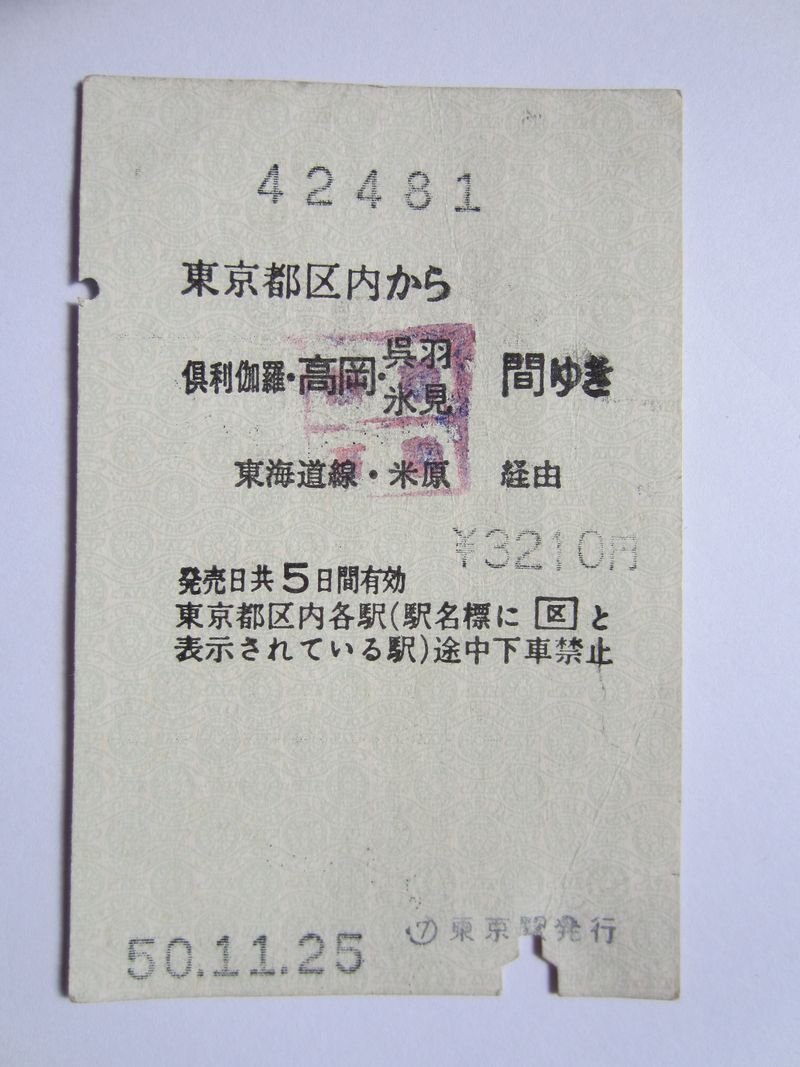 42481
東京都区内から
倶利伽羅・高岡・呉羽 氷見 間ゆき
東海道線・米原 経由
¥3210円
発売日共5日間有効
東京都区内各駅(駅名標に 区 と
表示されている駅)途中下車禁止
⑦東京駅発行
50.11.25